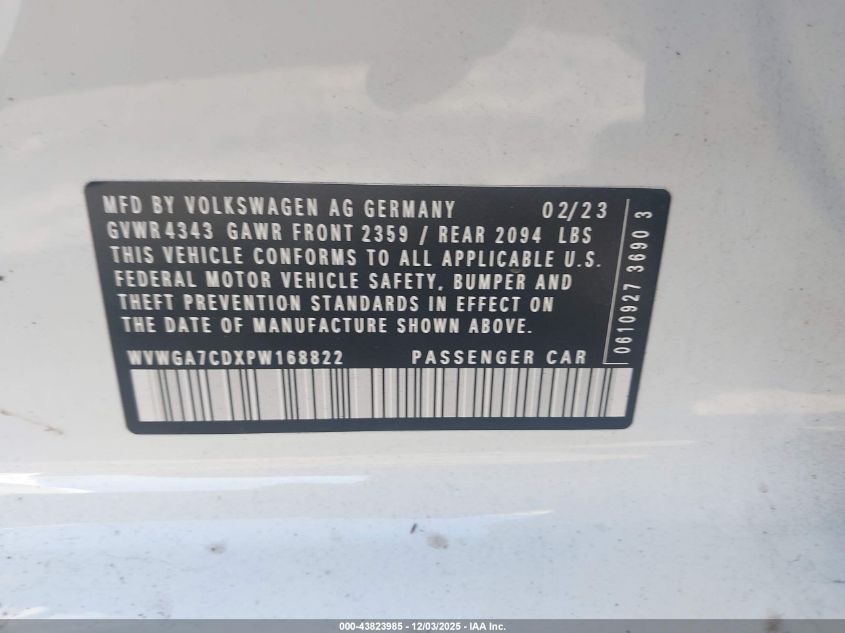 MFD BY VOLKSWAGEN AG GERMANY 02/23
GVWR 4343 GAWR FRONT 2359 / REAR 2094 LBS
THIS VEHICLE CONFORMS TO ALL APPLICABLE U.S.
FEDERAL MOTOR VEHICLE SAFETY, BUMPER AND
THEFT PREVENTION STANDARDS IN EFFECT ON
THE DATE OF MANUFACTURE SHOWN ABOVE.
WVWGA7CDXPW168822 PASSENGER CAR
0610927 36903
000-43823985 - 12/03/2025 - IAA Inc.